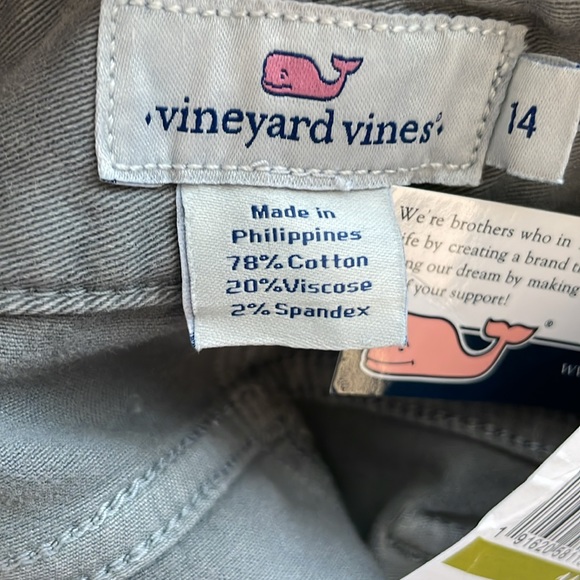 vineyard vines®
14
Made in
Philippines
78% Cotton
20% Viscose
2% Spandex
We're brothers who in
ife by creating a brand t
ng our dream by making
f your support!
®